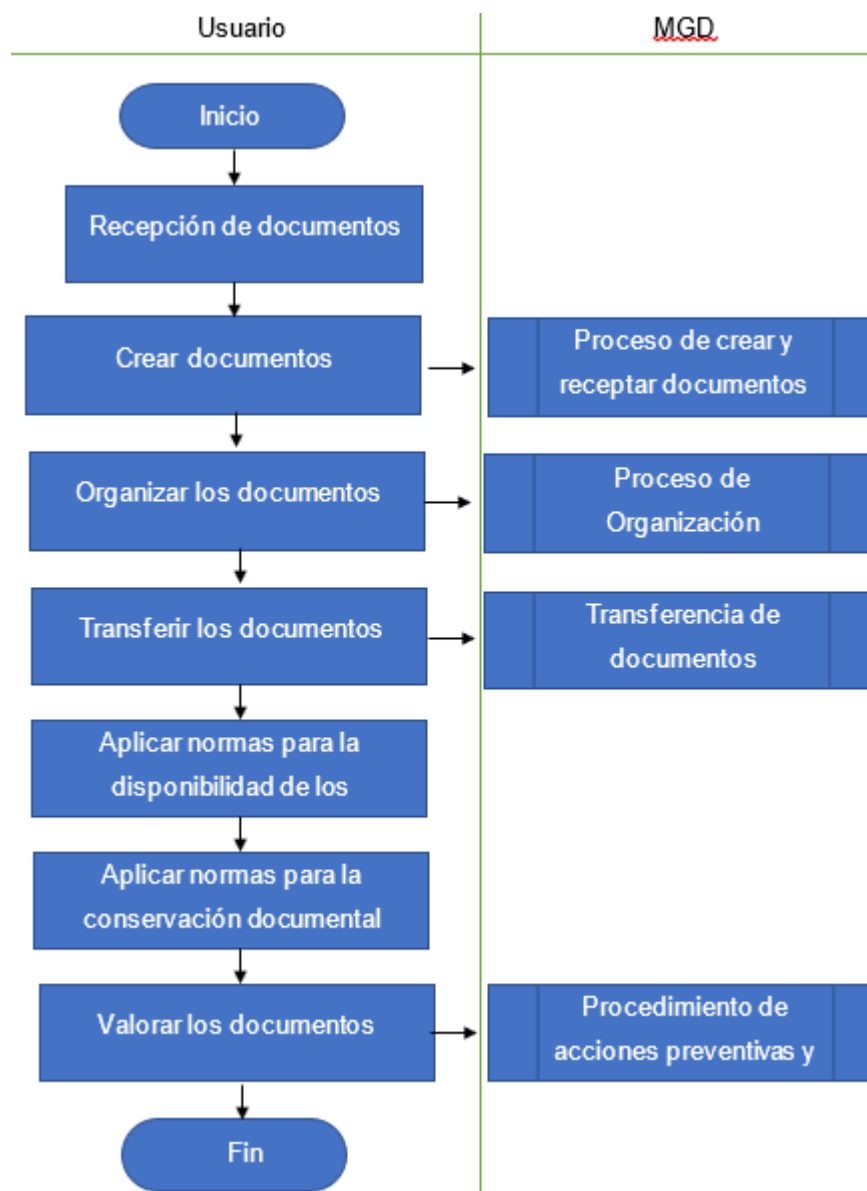 Usuario
MGD
Inicio
Recepción de documentos
Crear documentos
Proceso de crear y
receptar documentos
Organizar los documentos
Proceso de
Organización
Transferir los documentos
Transferencia de
documentos
Aplicar normas para la
disponibilidad de los
Aplicar normas para la
conservación documental
Valorar los documentos
Procedimiento de
acciones preventivas y
Fin